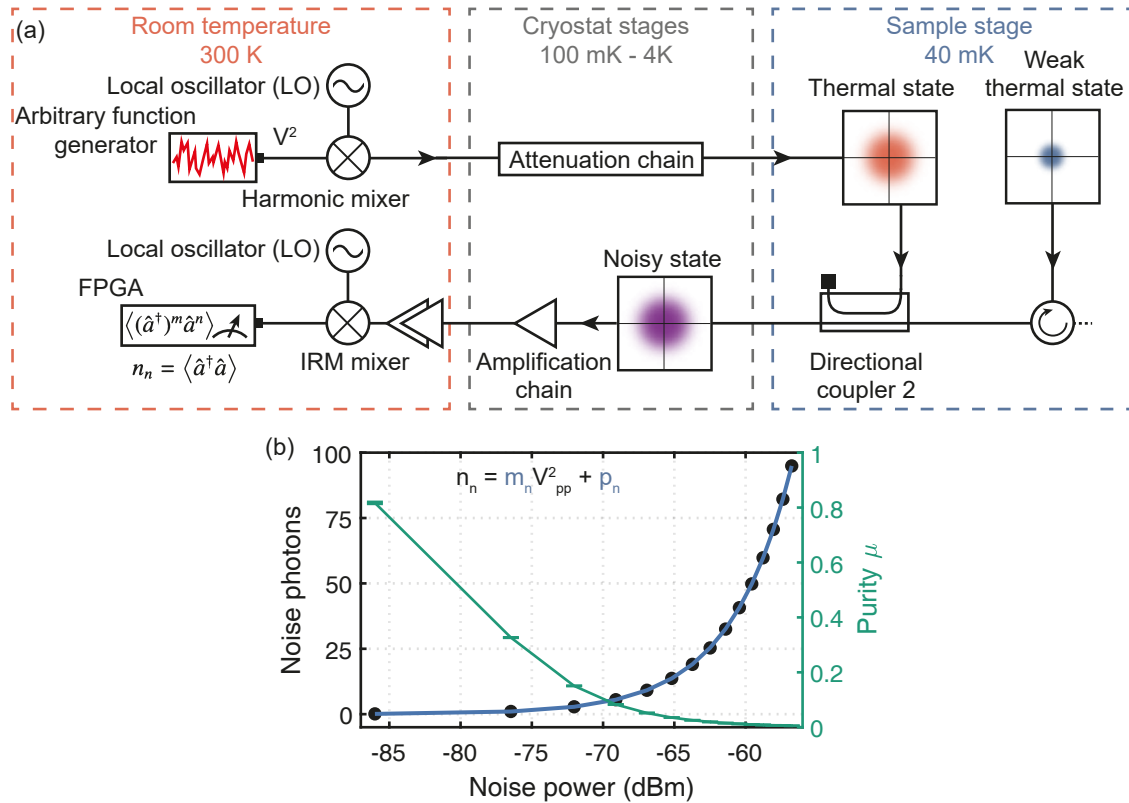 (a)
Room temperature
300 K
Cryostat stages
100 mK - 4K
Sample stage
40 mK
Local oscillator (LO)
Arbitrary function
generator
V²
Harmonic mixer
Attenuation chain
Thermal state
Weak
thermal state
Local oscillator (LO)
FPGA
⟨(â†)ᵐâⁿ⟩
nₙ = ⟨â†â⟩
IRM mixer
Amplification
chain
Noisy state
Directional
coupler 2
(b)
nₙ = mₙV²pp + pₙ
Noise photons
100
75
50
25
0
Purity μ
1
0.8
0.6
0.4
0.2
0
-85
-80
-75
-70
-65
-60
Noise power (dBm)